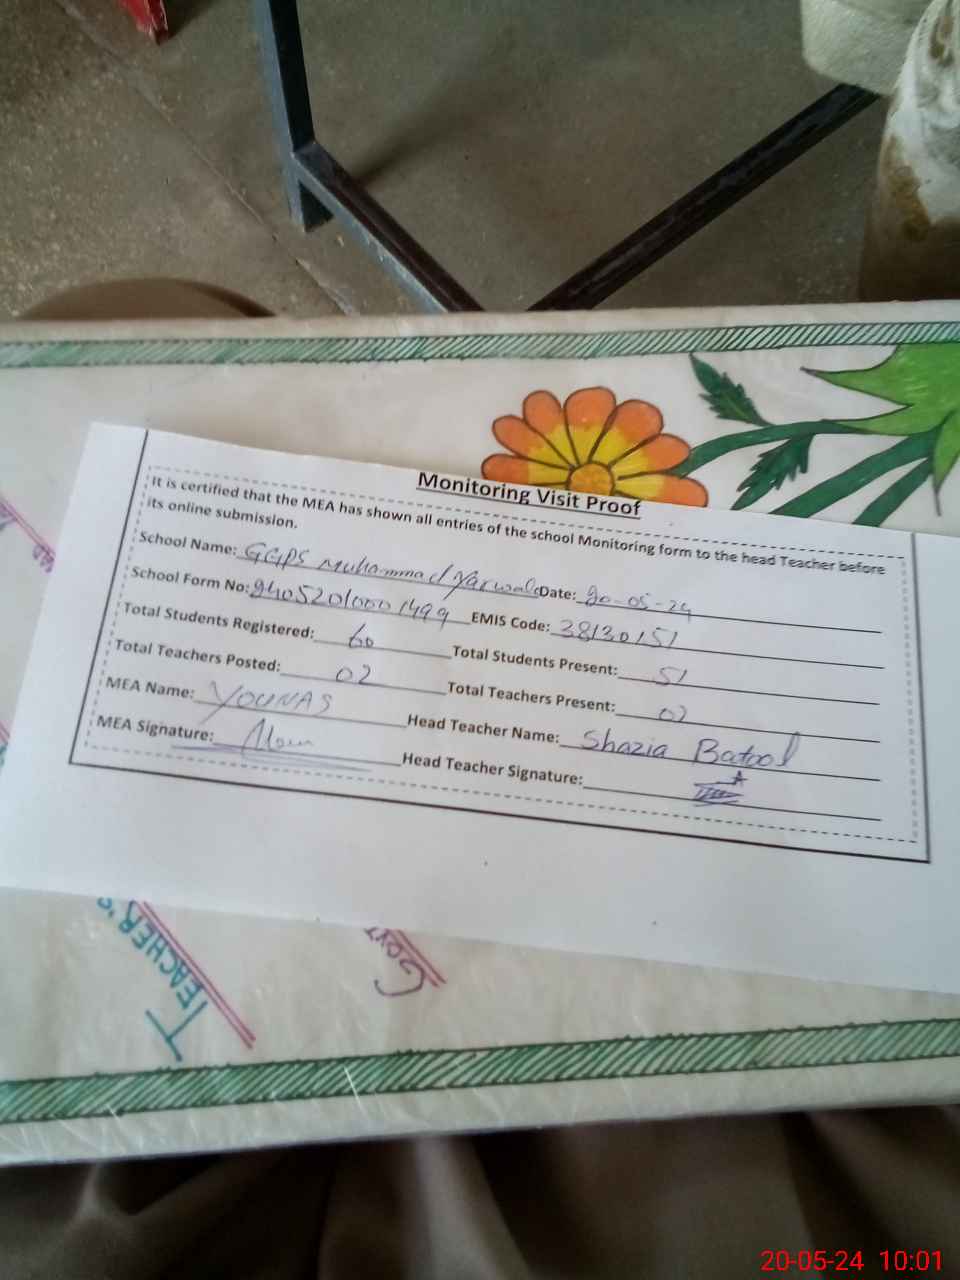 Monitoring Visit Proof
It is certified that the MEA has shown all entries of the school Monitoring form to the head Teacher before
its online submission.
School Name: GGPS Muhammad Yarwala Date: 20-05-24
School Form No: 94052010001499 EMIS Code: 38130151
Total Students Registered: 60 Total Students Present: 51
Total Teachers Posted: 02 Total Teachers Present: 02
MEA Name: YOUNAS Head Teacher Name: Shazia Batool
MEA Signature: Head Teacher Signature:
TEACHER'S
GOVT
20-05-24 10:01